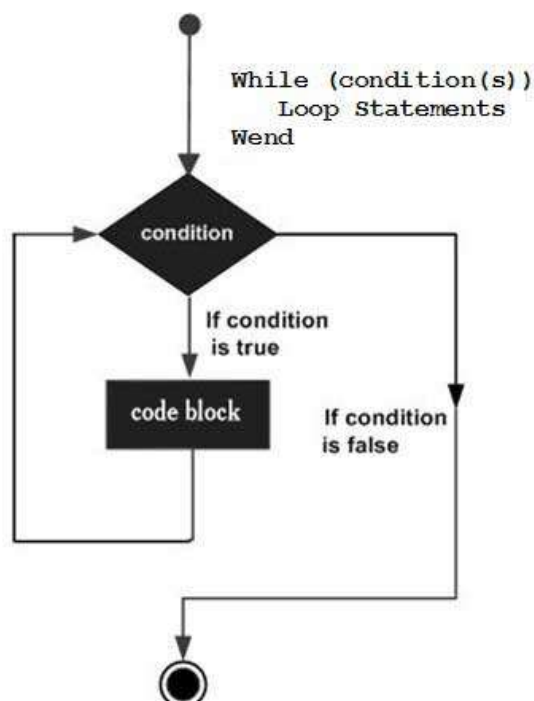 While (condition(s))
Loop Statements
Wend
condition
If condition
is true
code block
If condition
is false